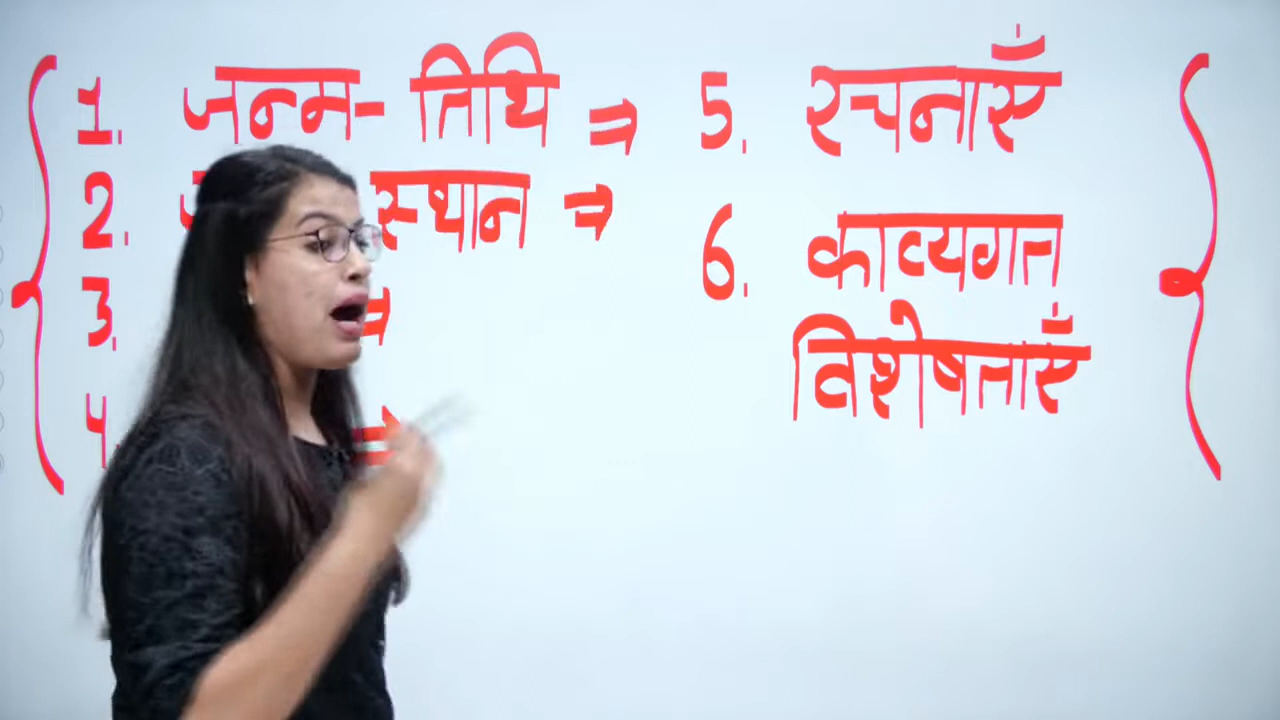 1. जन्म-तिथि ⇒
2. स्थान ⇒
3. ⇒
4. ⇒
5. रचनाएँ
6. काव्यगत
विशेषताएँ